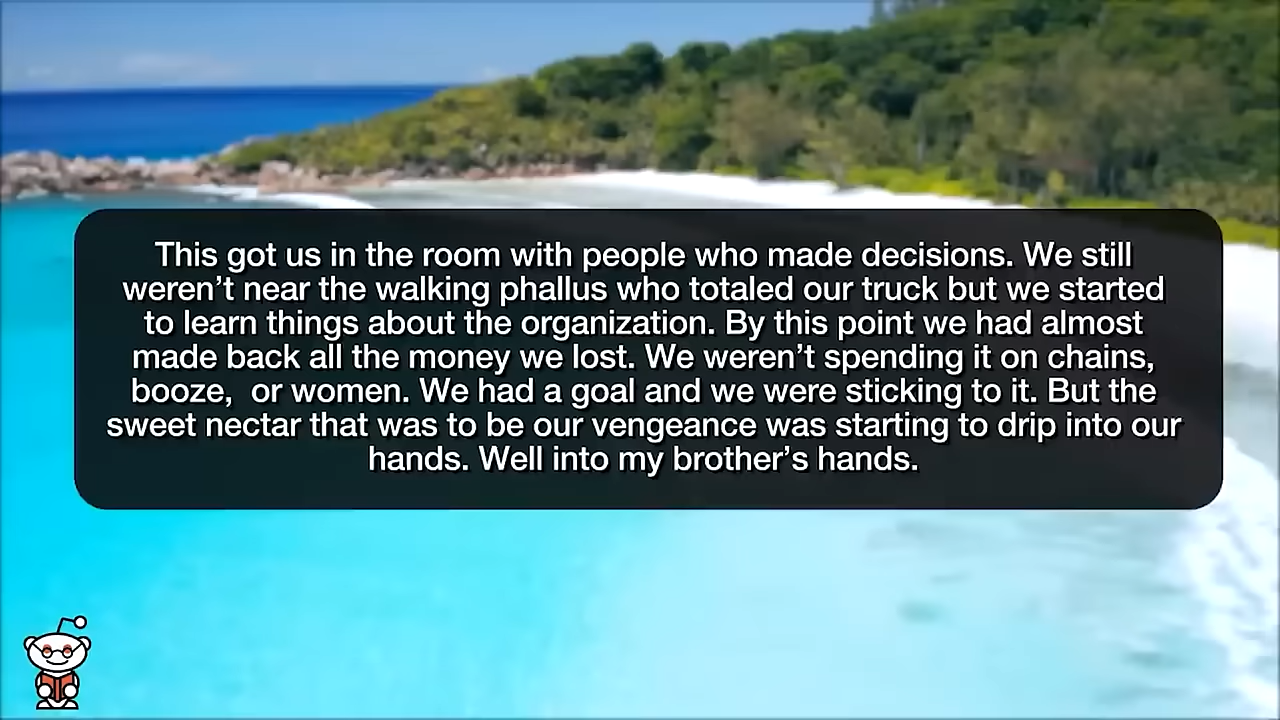 This got us in the room with people who made decisions. We still
weren’t near the walking phallus who totaled our truck but we started
to learn things about the organization. By this point we had almost
made back all the money we lost. We weren’t spending it on chains,
booze,  or women. We had a goal and we were sticking to it. But the
sweet nectar that was to be our vengeance was starting to drip into our
hands. Well into my brother’s hands.